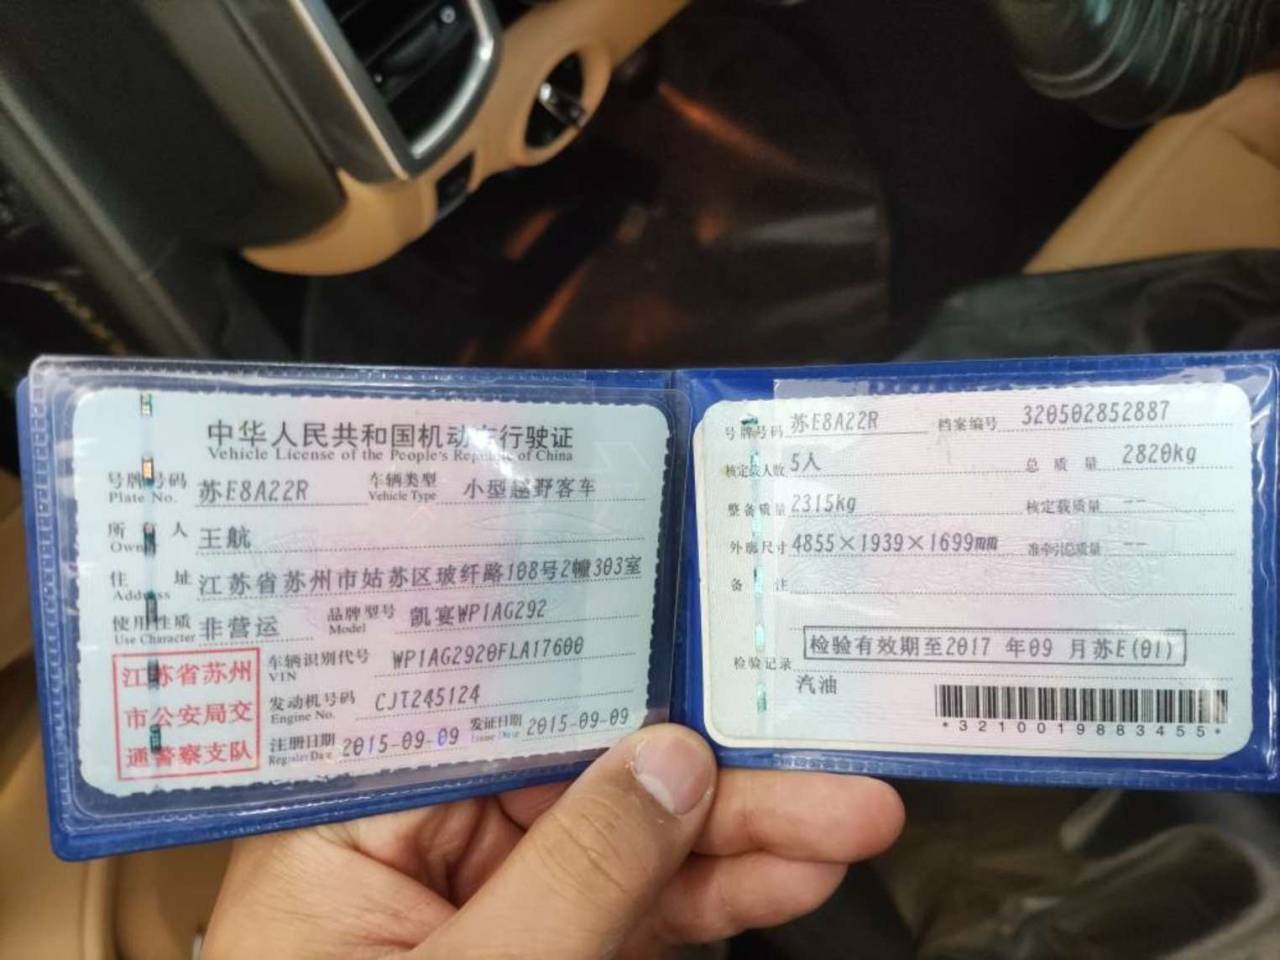 中华人民共和国机动车行驶证
Vehicle License of the People's Republic of China
号牌号码 苏E8A22R 车辆类型 小型越野客车
Plate No. Vehicle Type
所有人 王航
Owner
住址 江苏省苏州市姑苏区玻纤路108号2幢303室
Address
使用性质 非营运 品牌型号 凯宴WP1AG292
Use Character Model
江苏省苏州
市公安局交
通警察支队
车辆识别代号 WP1AG2920FLA17600
VIN
发动机号码 CJT245124
Engine No.
注册日期 2015-09-09 发证日期 2015-09-09
Register Date Issue Date
号牌号码 苏E8A22R 档案编号 320502852887
核定载人数 5人 总质量 2820kg
整备质量 2315kg 核定载质量 --
外廓尺寸 4855×1939×1699mm 准牵引总质量 --
备注
检验记录 检验有效期至2017 年09 月苏E(01)
汽油
*3210019883455*